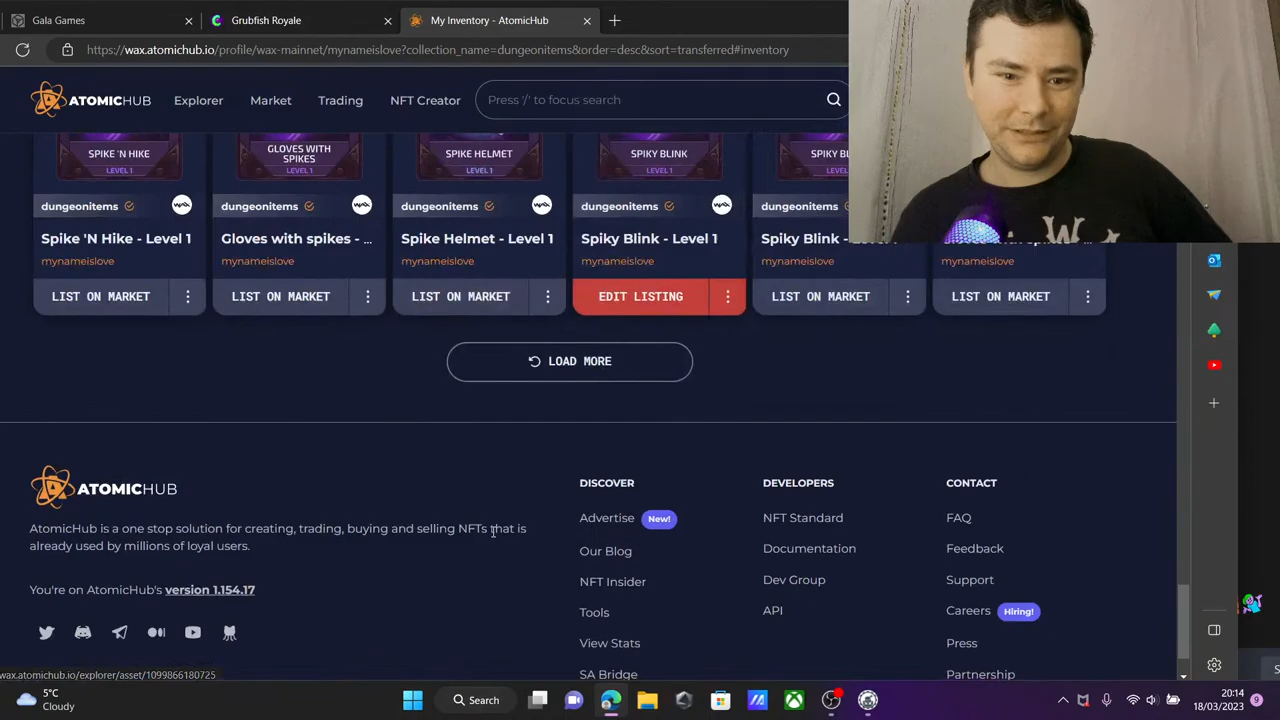 Gala Games
Grubfish Royale
My Inventory - AtomicHub
https://wax.atomichub.io/profile/wax-mainnet/mynameislove?collection_name=dungeonitems&order=desc&sort=transferred#inventory
ATOMICHUB
Explorer
Market
Trading
NFT Creator
Press '/' to focus search
SPIKE 'N HIKE
LEVEL 1
GLOVES WITH
SPIKES
LEVEL 1
SPIKE HELMET
LEVEL 1
SPIKY BLINK
LEVEL 1
SPIKY BL
LEVEL 1
dungeonitems
dungeonitems
dungeonitems
dungeonitems
dungeonitems
Spike 'N Hike - Level 1
Gloves with spikes - ...
Spike Helmet - Level 1
Spiky Blink - Level 1
Spiky Blink -
mynameislove
mynameislove
mynameislove
mynameislove
mynameislove
mynameislove
LIST ON MARKET
LIST ON MARKET
LIST ON MARKET
EDIT LISTING
LIST ON MARKET
LIST ON MARKET
LOAD MORE
ATOMICHUB
AtomicHub is a one stop solution for creating, trading, buying and selling NFTs that is
already used by millions of loyal users.
You're on AtomicHub's version 1.154.17
DISCOVER
Advertise New!
Our Blog
NFT Insider
Tools
View Stats
SA Bridge
DEVELOPERS
NFT Standard
Documentation
Dev Group
API
CONTACT
FAQ
Feedback
Support
Careers Hiring!
Press
Partnership
wax.atomichub.io/explorer/asset/1099866180725
5°C
Cloudy
Search
20:14
18/03/2023
9